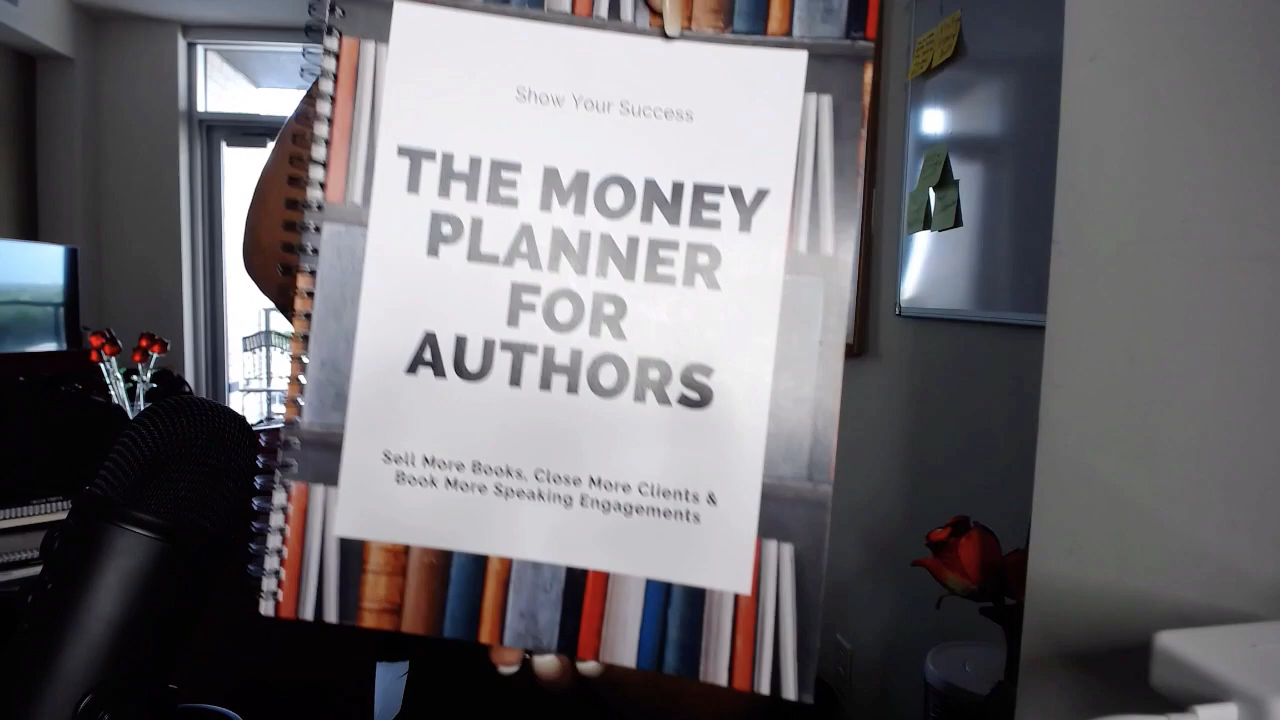 Show Your Success
THE MONEY
PLANNER
FOR
AUTHORS
Sell More Books, Close More Clients &
Book More Speaking Engagements